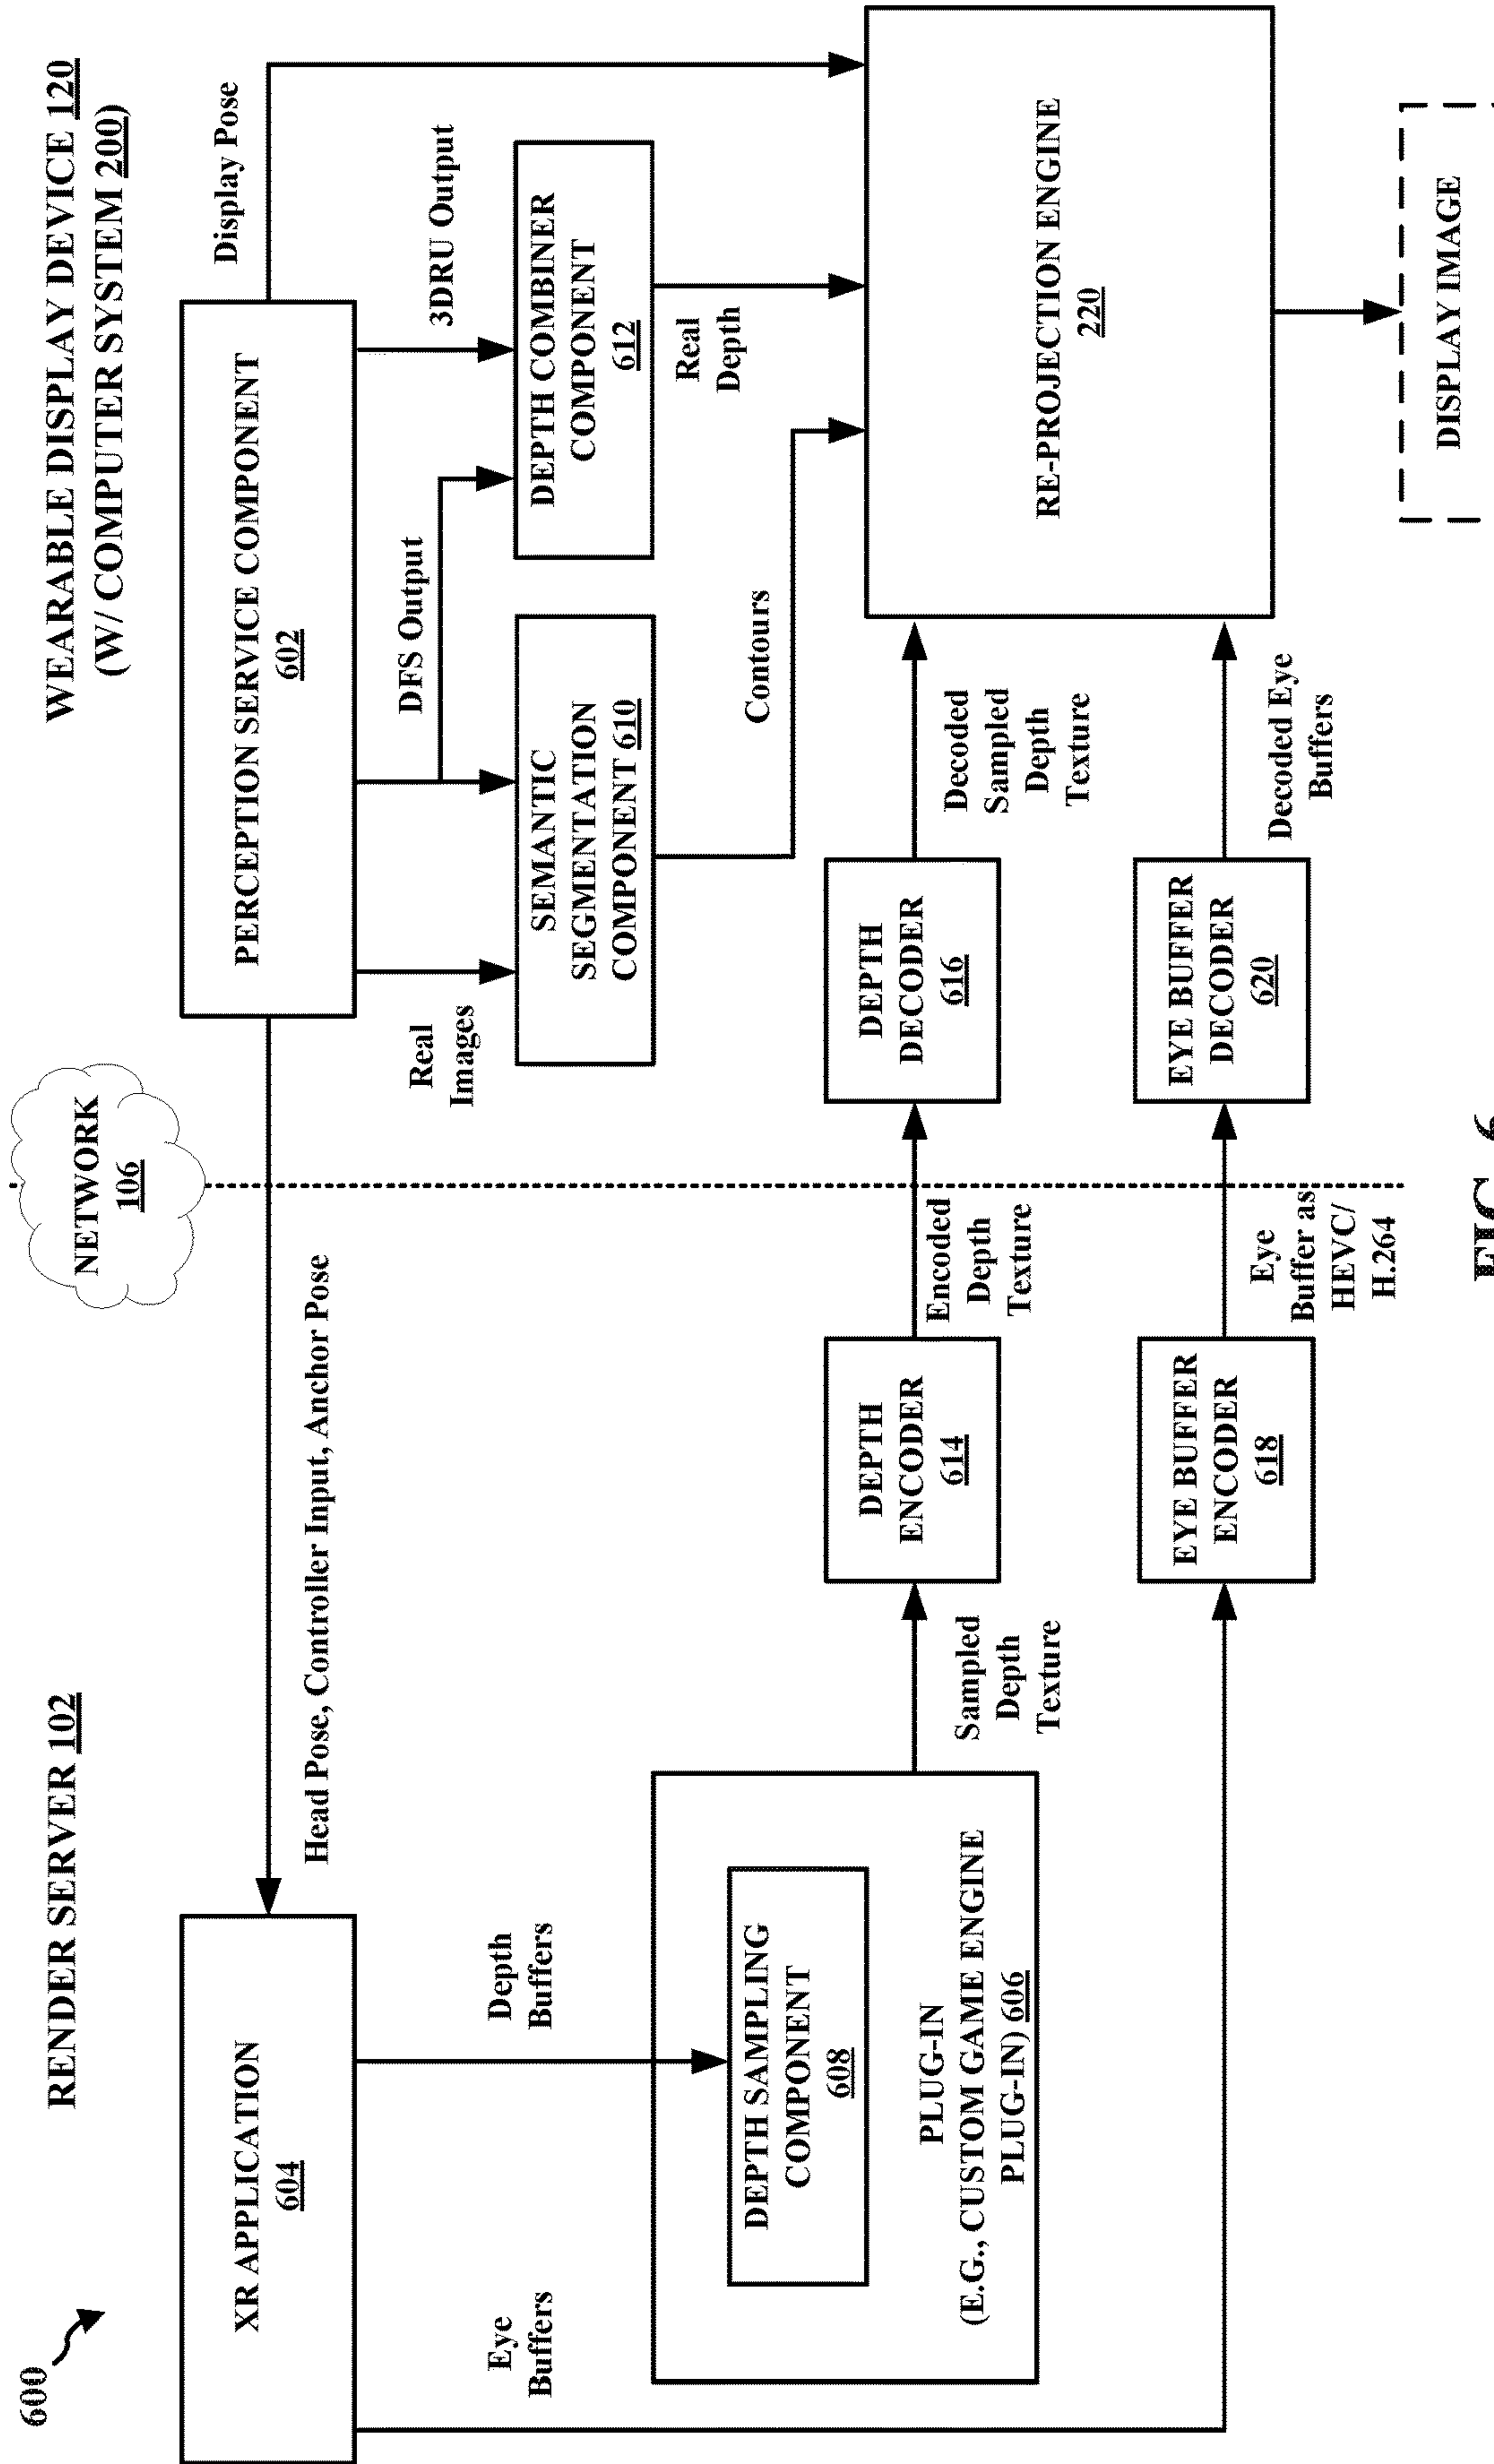 600
RENDER SERVER 102
NETWORK
106
WEARABLE DISPLAY DEVICE 120
(W/ COMPUTER SYSTEM 200)
XR APPLICATION
604
Head Pose, Controller Input, Anchor Pose
PERCEPTION SERVICE COMPONENT
602
Display Pose
Eye
Buffers
Depth
Buffers
Real
Images
DFS Output
3DRU Output
SEMANTIC
SEGMENTATION
COMPONENT 610
DEPTH COMBINER
COMPONENT
612
Contours
Real
Depth
DEPTH SAMPLING
COMPONENT
608
PLUG-IN
(E.G., CUSTOM GAME ENGINE
PLUG-IN) 606
Sampled
Depth
Texture
DEPTH
ENCODER
614
Encoded
Depth
Texture
DEPTH
DECODER
616
Decoded
Sampled
Depth
Texture
RE-PROJECTION ENGINE
220
EYE BUFFER
ENCODER
618
Eye
Buffer as
HEVC/
H.264
EYE BUFFER
DECODER
620
Decoded Eye
Buffers
DISPLAY IMAGE
FIG. 6